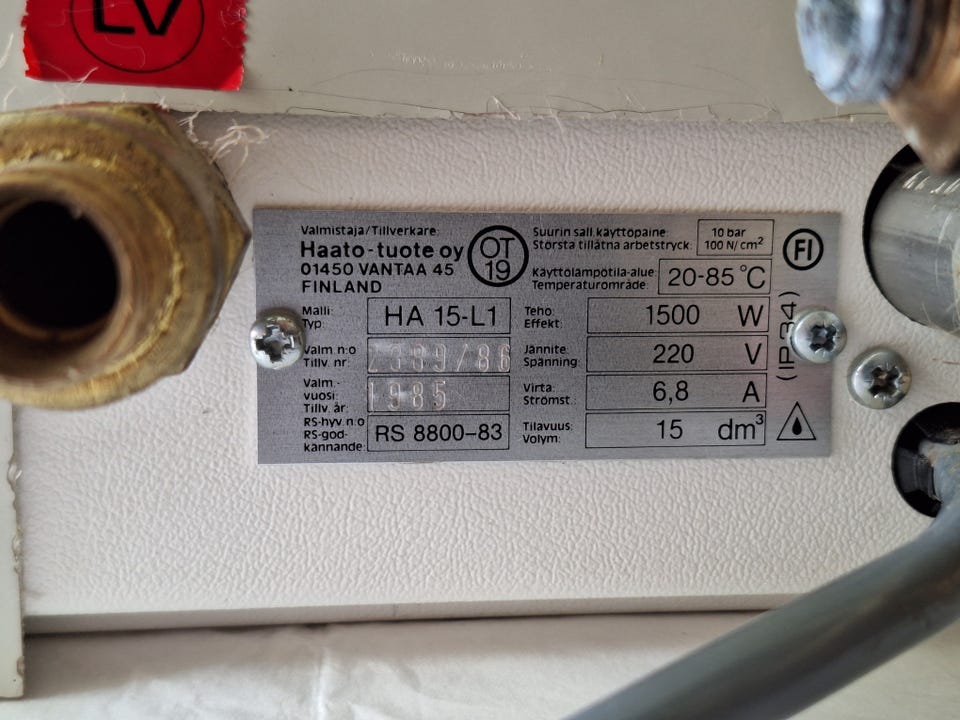 LV
Valmistaja/Tillverkare:
Haato-tuote oy
01450 VANTAA 45
FINLAND
OT
19
Suurin sall. käyttöpaine:
Största tillåtna arbetstryck:
10 bar
100 N/cm²
FI
Käyttölämpötila-alue:
Temperaturområde:
20-85 °C
Malli:
Typ:
HA 15-L1
Valm. n:o
Tillv. nr:
2389/86
Valm.-
vuosi:
Tillv. år:
1985
RS-hyv. n:o
RS-god-
kännande:
RS 8800-83
Teho:
Effekt:
1500 W
Jännite:
Spänning:
220 V
Virta:
Strömst.:
6,8 A
Tilavuus:
Volym:
15 dm³
(IP34)